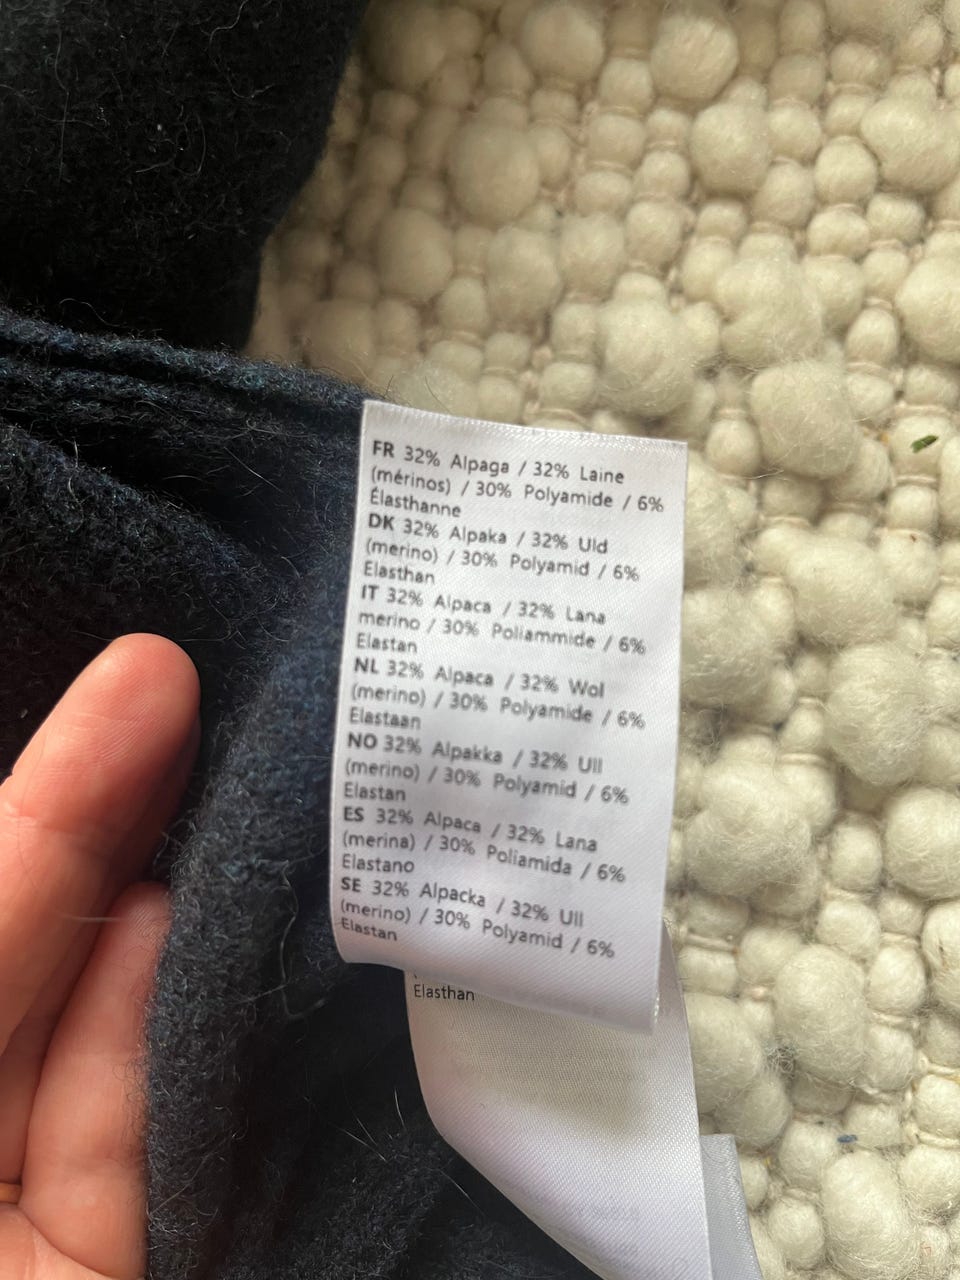 FR 32% Alpaga / 32% Laine
(mérinos) / 30% Polyamide / 6%
Élasthanne
DK 32% Alpaka / 32% Uld
(merino) / 30% Polyamid / 6%
Elasthan
IT 32% Alpaca / 32% Lana
merino / 30% Poliammide / 6%
Elastan
NL 32% Alpaca / 32% Wol
(merino) / 30% Polyamide / 6%
Elastaan
NO 32% Alpakka / 32% Ull
(merino) / 30% Polyamid / 6%
Elastan
ES 32% Alpaca / 32% Lana
(merina) / 30% Poliamida / 6%
Elastano
SE 32% Alpacka / 32% Ull
(merino) / 30% Polyamid / 6%
Elastan
Elasthan